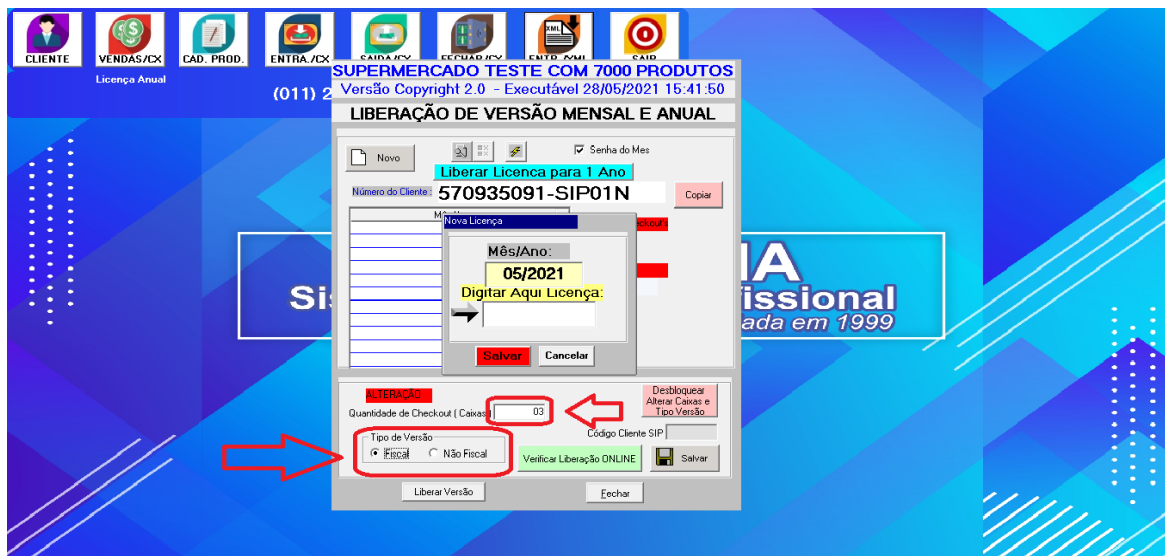 CLIENTE
VENDAS/CX
CAD. PROD.
ENTRA./CX
SAIDA/CX
FECHAR/CX
ENTR./XML
SAIR
XML
Licença Anual
(011) 2
SUPERMERCADO TESTE COM 7000 PRODUTOS
Versão Copyright 2.0 - Executável 28/05/2021 15:41:50
LIBERAÇÃO DE VERSÃO MENSAL E ANUAL
Novo
Senha do Mes
Liberar Licenca para 1 Ano
Número do Cliente :
570935091-SIP01N
Copiar
Nova Licença
Mês/Ano:
05/2021
Digitar Aqui Licença:
Salvar
Cancelar
IA
Sis
fissional
ada em 1999
ALTERAÇÃO
Desbloquear
Alterar Caixas e
Tipo Versão
Quantidade de Checkout ( Caixas )
03
Código Cliente SIP
Tipo de Versão
Fiscal
Não Fiscal
Verificar Liberação ONLINE
Salvar
Liberar Versão
Fechar